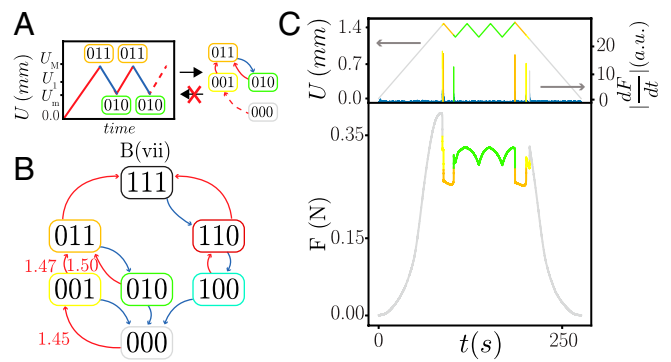 A
U (mm)
U_M
U_1
U_m
0.0
time
011
011
010
010
011
001
010
000
B
B(vii)
111
011
110
1.47
1.50
001
010
100
1.45
000
C
U (mm)
1.4
0.7
0.0
20
10
0
|dF/dt|(a.u.)
F (N)
0.35
0.15
0.00
0
250
t(s)